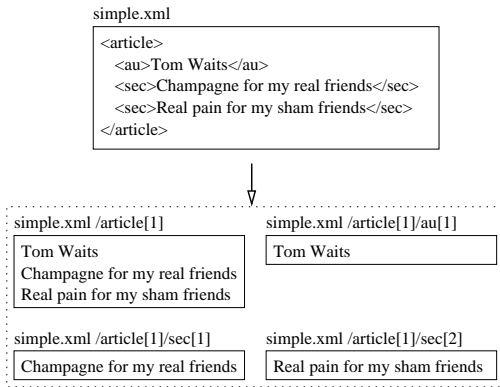 simple.xml
<article>
<au>Tom Waits</au>
<sec>Champagne for my real friends</sec>
<sec>Real pain for my sham friends</sec>
</article>
simple.xml /article[1]
Tom Waits
Champagne for my real friends
Real pain for my sham friends
simple.xml /article[1]/au[1]
Tom Waits
simple.xml /article[1]/sec[1]
Champagne for my real friends
simple.xml /article[1]/sec[2]
Real pain for my sham friends